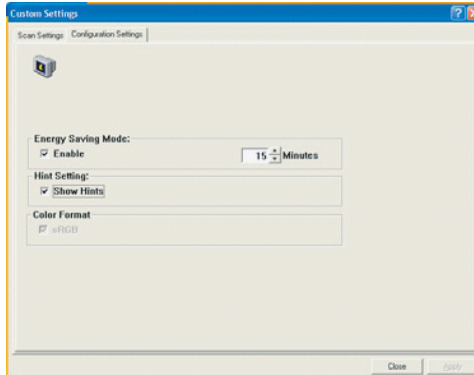 Custom Settings
Scan Settings Configuration Settings
Energy Saving Mode:
Enable 15 Minutes
Hint Setting:
Show Hints
Color Format
sRGB
Close Apply